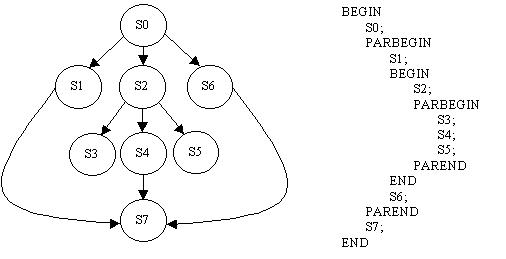 S0
S1
S2
S6
S3
S4
S5
S7
BEGIN
S0;
PARBEGIN
S1;
BEGIN
S2;
PARBEGIN
S3;
S4;
S5;
PAREND
END
S6;
PAREND
S7;
END